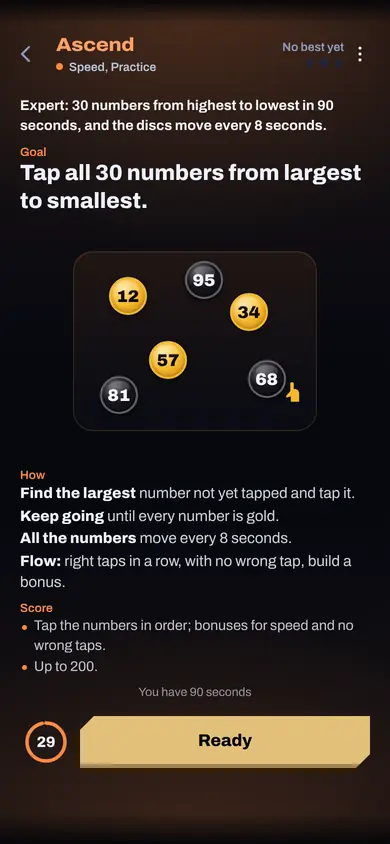 Ascend
No best yet
Speed, Practice
Expert: 30 numbers from highest to lowest in 90
seconds, and the discs move every 8 seconds.
Goal
Tap all 30 numbers from largest
to smallest.
95
12
34
57
68
81
How
Find the largest number not yet tapped and tap it.
Keep going until every number is gold.
All the numbers move every 8 seconds.
Flow: right taps in a row, with no wrong tap, build a
bonus.
Score
Tap the numbers in order; bonuses for speed and no
wrong taps.
Up to 200.
You have 90 seconds
29
Ready